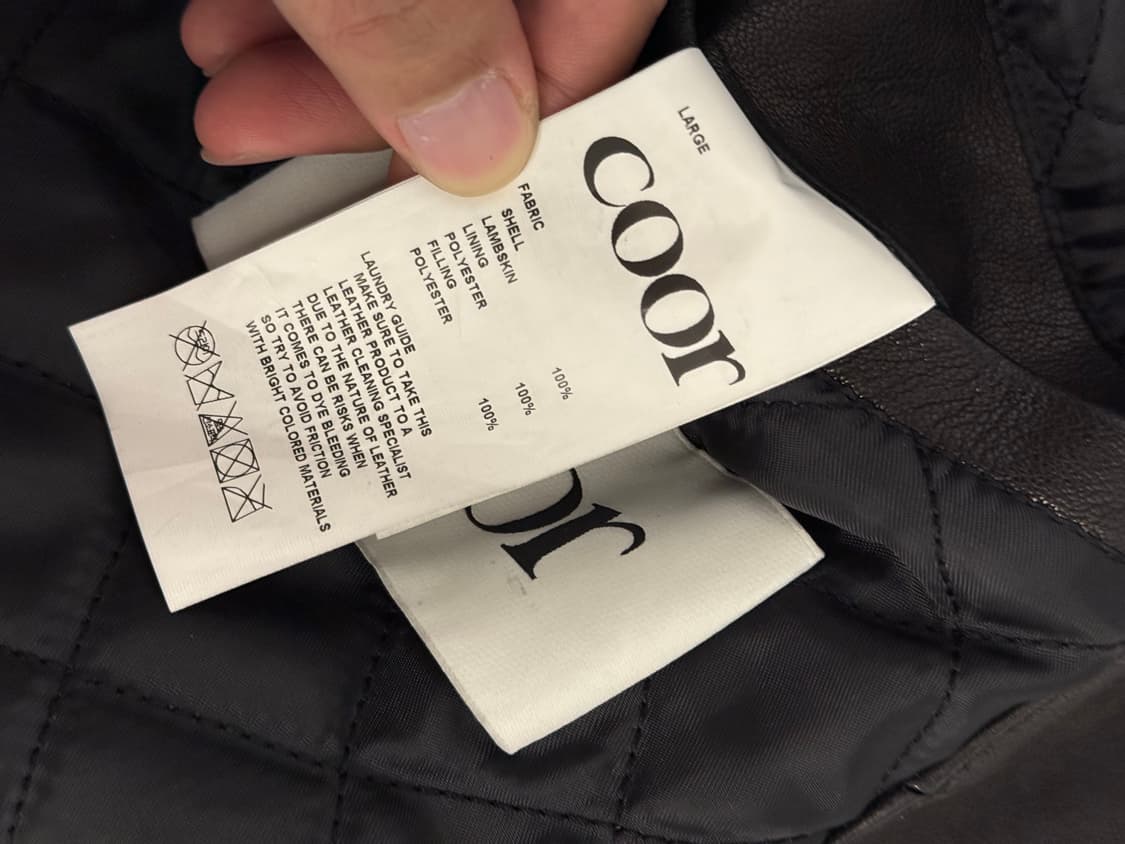 LARGE
coor
FABRIC
SHELL
LAMBSKIN 100%
LINING
POLYESTER 100%
FILLING
POLYESTER 100%
LAUNDRY GUIDE
MAKE SURE TO TAKE THIS
LEATHER PRODUCT TO A
LEATHER CLEANING SPECIALIST
DUE TO THE NATURE OF LEATHER
THERE CAN BE RISKS WHEN
IT COMES TO DYE BLEEDING
SO TRY TO AVOID FRICTION
WITH BRIGHT COLORED MATERIALS
or